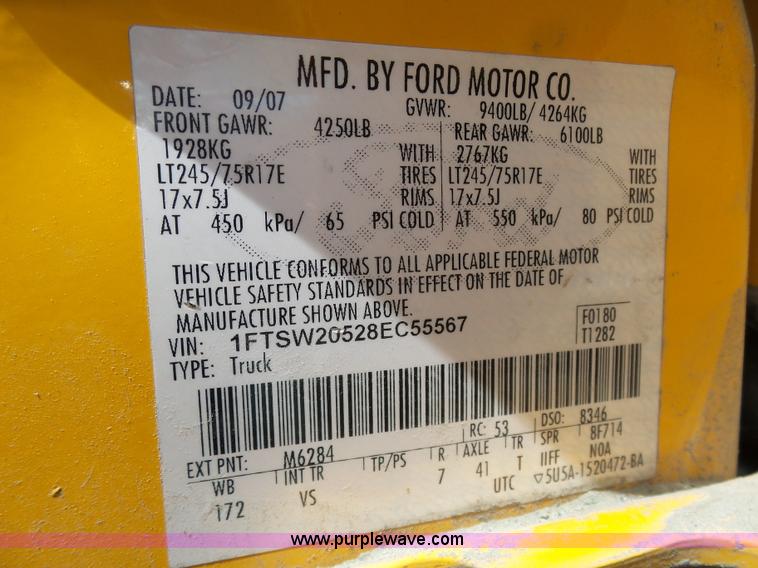 MFD. BY FORD MOTOR CO.
DATE: 09/07 GVWR: 9400LB/ 4264KG
FRONT GAWR: 4250LB REAR GAWR: 6100LB
1928KG WITH 2767KG WITH
LT245/75R17E TIRES LT245/75R17E TIRES
17x7.5J RIMS 17x7.5J RIMS
AT 450 kPa/ 65 PSI COLD AT 550 kPa/ 80 PSI COLD
THIS VEHICLE CONFORMS TO ALL APPLICABLE FEDERAL MOTOR
VEHICLE SAFETY STANDARDS IN EFFECT ON THE DATE OF
MANUFACTURE SHOWN ABOVE.
VIN: 1FTSW20528EC55567 F0180
TYPE: Truck T1282
EXT PNT: M6284 RC: 53 DSO: 8346
WB INT TR TP/PS R AXLE TR SPR 8F714
172 VS 7 41 T IIFF N0A
UTC ▽5U5A-1520472-BA
www.purplewave.com